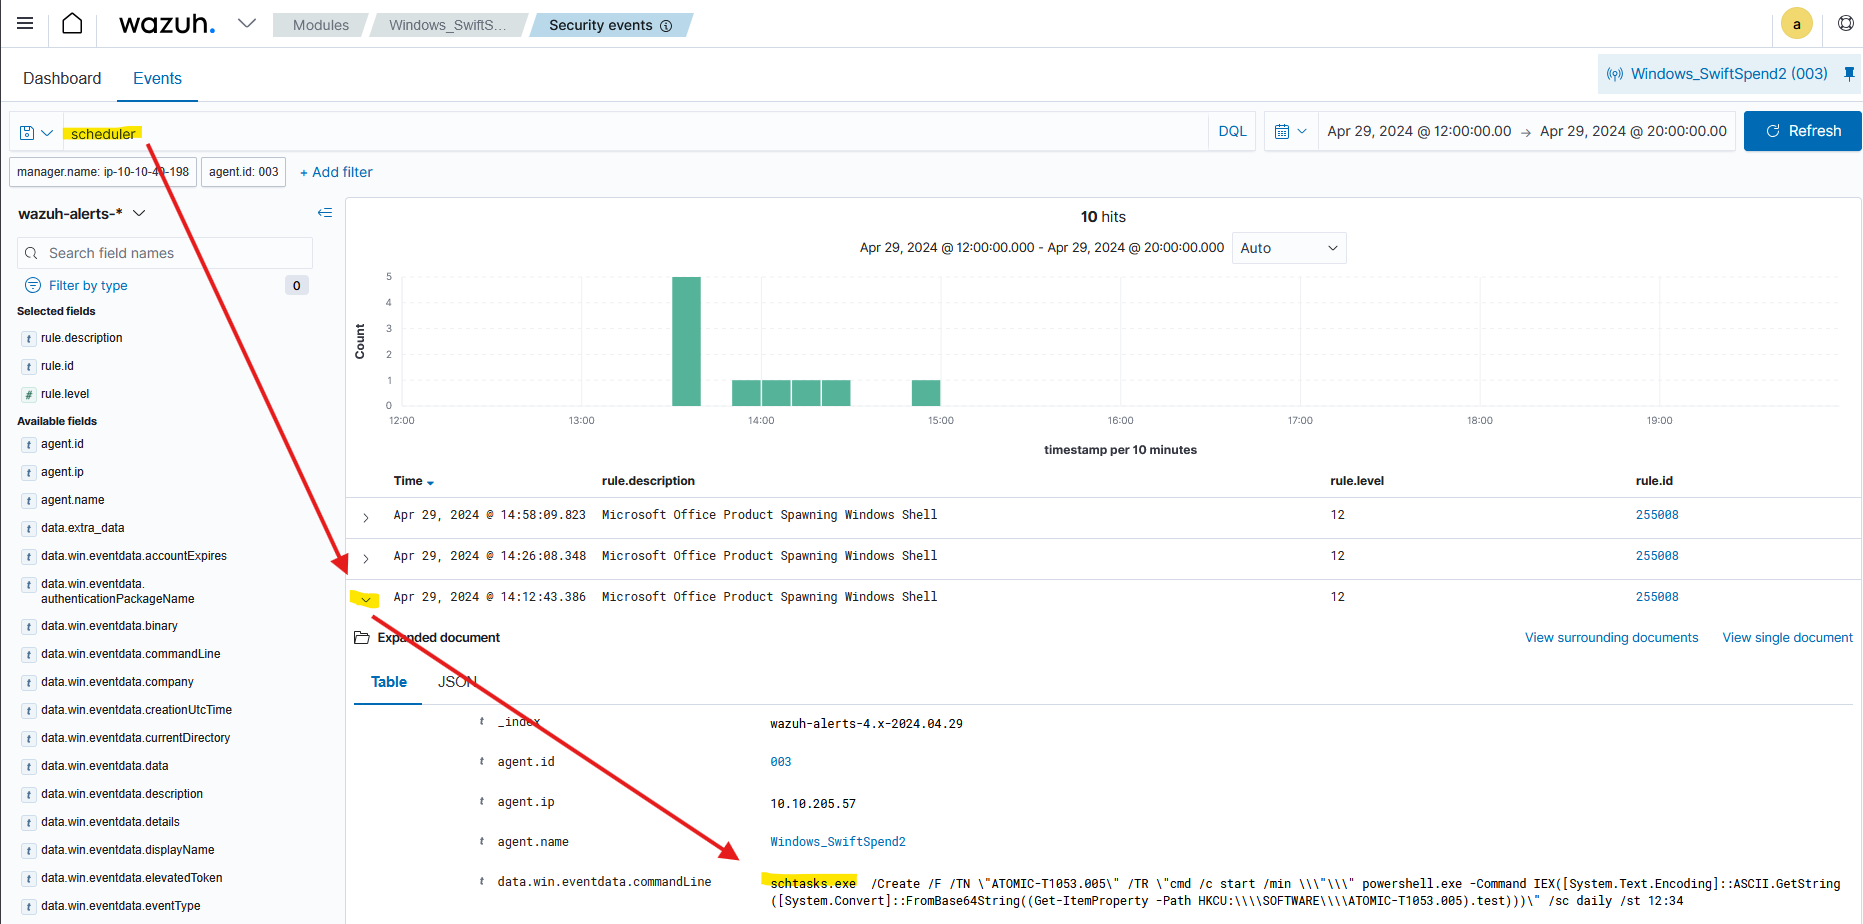 wazuh.
Modules
Windows_SwiftS...
Security events
a
Dashboard
Events
Windows_SwiftSpend2 (003)
scheduler
DQL
Apr 29, 2024 @ 12:00:00.00 → Apr 29, 2024 @ 20:00:00.00
Refresh
manager.name: ip-10-10-40-198
agent.id: 003
+ Add filter
wazuh-alerts-*
Search field names
Filter by type
0
Selected fields
t rule.description
t rule.id
# rule.level
Available fields
t agent.id
t agent.ip
t agent.name
t data.extra_data
t data.win.eventdata.accountExpires
t data.win.eventdata.
authenticationPackageName
t data.win.eventdata.binary
t data.win.eventdata.commandLine
t data.win.eventdata.company
t data.win.eventdata.creationUtcTime
t data.win.eventdata.currentDirectory
t data.win.eventdata.data
t data.win.eventdata.description
t data.win.eventdata.details
t data.win.eventdata.displayName
t data.win.eventdata.elevatedToken
t data.win.eventdata.eventType
10 hits
Apr 29, 2024 @ 12:00:00.000 - Apr 29, 2024 @ 20:00:00.000
Auto
Count
5
4
3
2
1
0
12:00
13:00
14:00
15:00
16:00
17:00
18:00
19:00
timestamp per 10 minutes
Time rule.description rule.level rule.id
Apr 29, 2024 @ 14:58:09.823 Microsoft Office Product Spawning Windows Shell 12 255008
Apr 29, 2024 @ 14:26:08.348 Microsoft Office Product Spawning Windows Shell 12 255008
Apr 29, 2024 @ 14:12:43.386 Microsoft Office Product Spawning Windows Shell 12 255008
Expanded document
View surrounding documents
View single document
Table
JSON
t _index wazuh-alerts-4.x-2024.04.29
t agent.id 003
t agent.ip 10.10.205.57
t agent.name Windows_SwiftSpend2
t data.win.eventdata.commandLine schtasks.exe /Create /F /TN \"ATOMIC-T1053.005\" /TR \"cmd /c start /min \\\"\\\" powershell.exe -Command IEX([System.Text.Encoding]::ASCII.GetString
([System.Convert]::FromBase64String((Get-ItemProperty -Path HKCU:\\\\SOFTWARE\\\\ATOMIC-T1053.005).test)))\" /sc daily /st 12:34